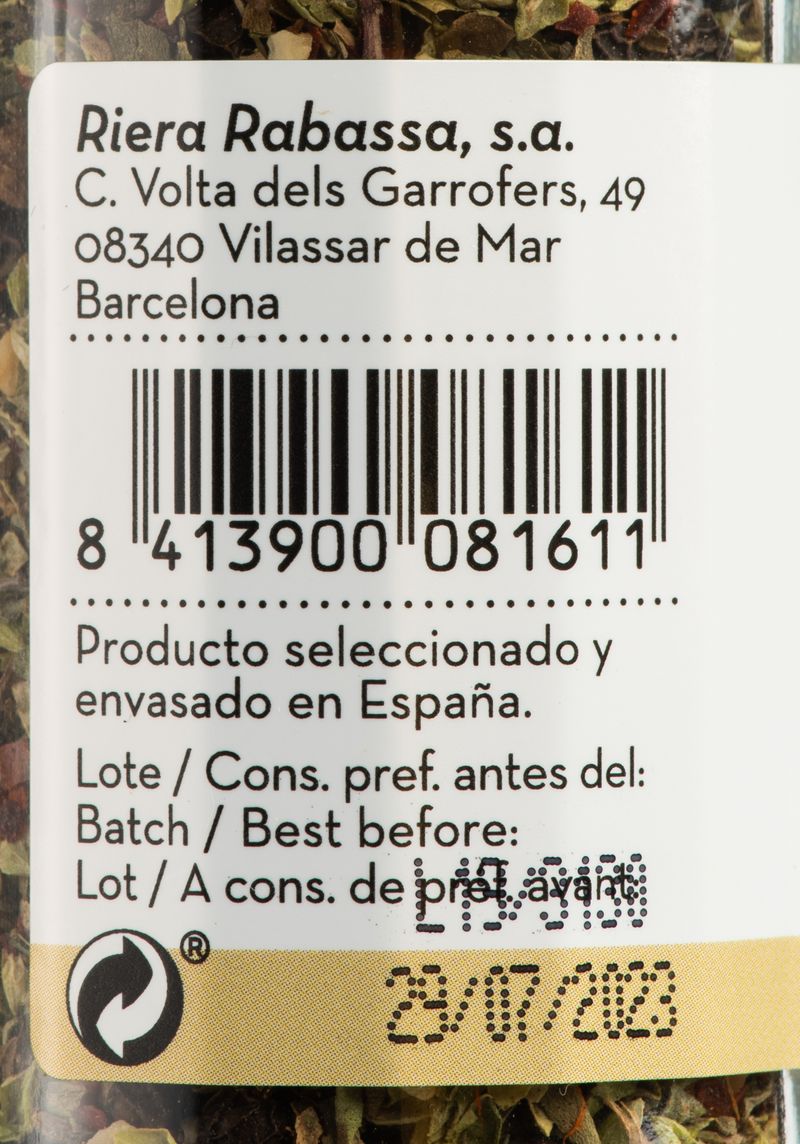 Riera Rabassa, s.a.
C. Volta dels Garrofers, 49
08340 Vilassar de Mar
Barcelona
8 413900 081611
Producto seleccionado y
envasado en España.
Lote / Cons. pref. antes del:
Batch / Best before:
Lot / A cons. de pref. avant:
®
29/07/2023